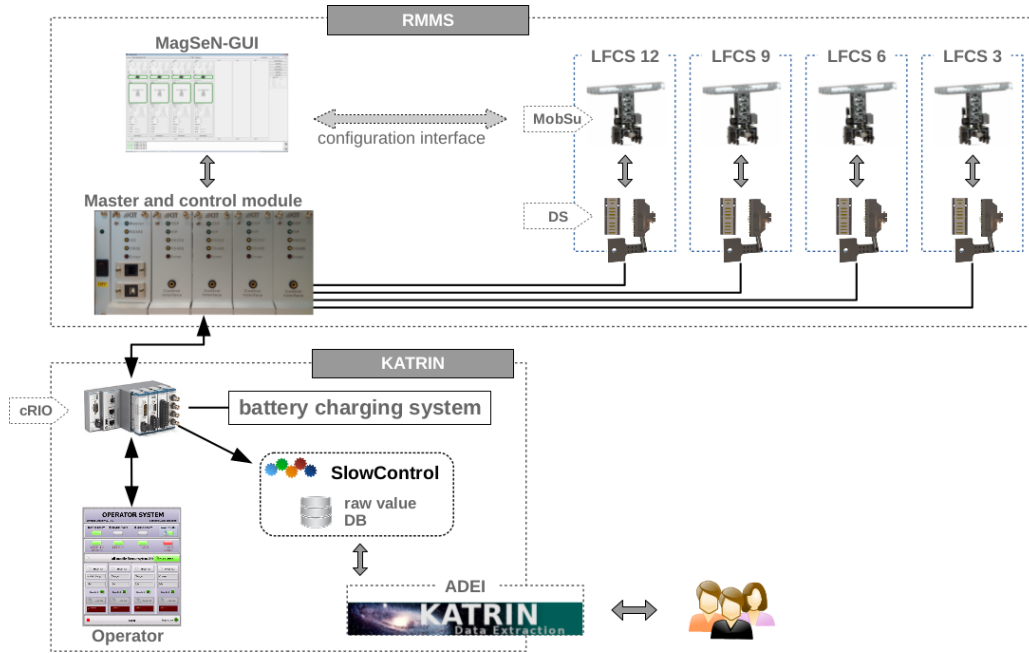 RMMS
MagSeN-GUI
LFCS 12
LFCS 9
LFCS 6
LFCS 3
MobSu
configuration interface
Master and control module
DS
KATRIN
cRIO
battery charging system
SlowControl
raw value
DB
OPERATOR SYSTEM
ADEI
KATRIN
Data Extraction
Operator